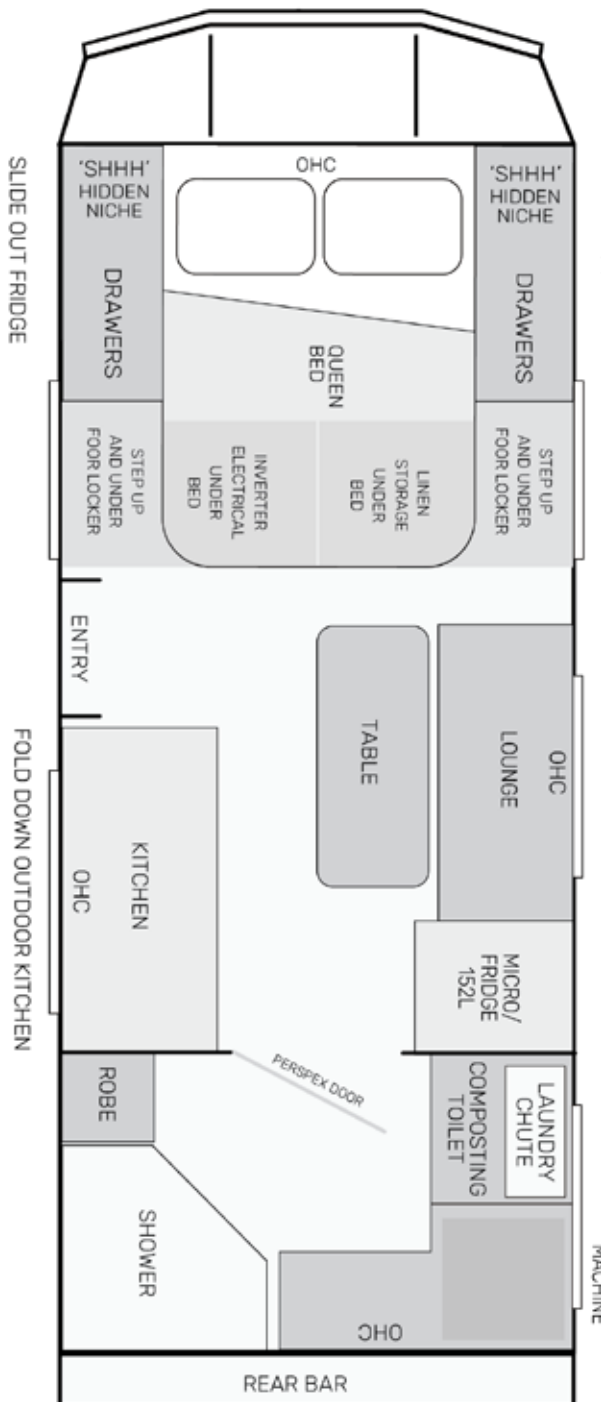 OHC
'SHHH'
HIDDEN
NICHE
DRAWERS
'SHHH'
HIDDEN
NICHE
DRAWERS
SLIDE OUT FRIDGE
QUEEN
BED
STEP UP
AND UNDER
FOOR LOCKER
INVERTER
ELECTRICAL
UNDER
BED
LINEN
STORAGE
UNDER
BED
STEP UP
AND UNDER
FOOR LOCKER
ENTRY
TABLE
LOUNGE
OHC
FOLD DOWN OUTDOOR KITCHEN
KITCHEN
OHC
MICRO/
FRIDGE
152L
PERSPEX DOOR
ROBE
COMPOSTING
TOILET
LAUNDRY
CHUTE
SHOWER
OHC
MACHINE
REAR BAR